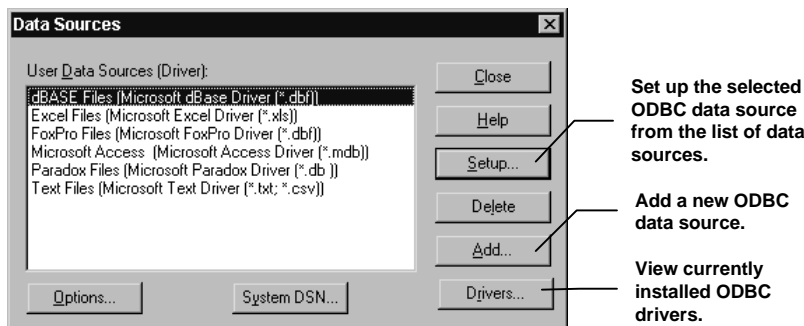 Data Sources
User Data Sources (Driver):
dBASE Files (Microsoft dBase Driver (*.dbf))
Excel Files (Microsoft Excel Driver (*.xls))
FoxPro Files (Microsoft FoxPro Driver (*.dbf))
Microsoft Access (Microsoft Access Driver (*.mdb))
Paradox Files (Microsoft Paradox Driver (*.db ))
Text Files (Microsoft Text Driver (*.txt; *.csv))
Close
Help
Setup...
Delete
Add...
Options...
System DSN...
Drivers...
Set up the selected
ODBC data source
from the list of data
sources.
Add a new ODBC
data source.
View currently
installed ODBC
drivers.